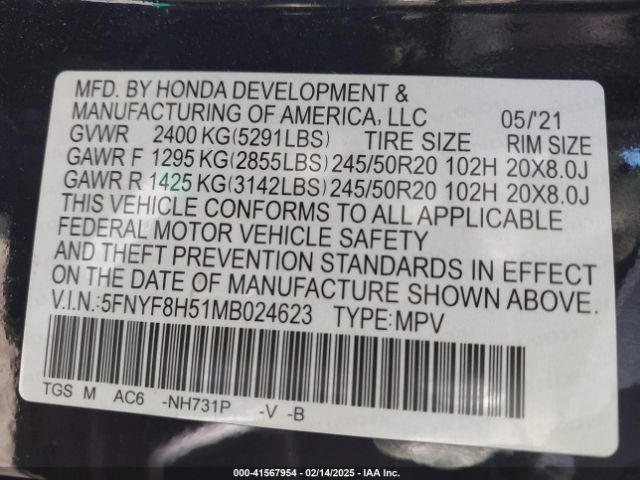 MFD. BY HONDA DEVELOPMENT &
MANUFACTURING OF AMERICA, LLC 05/'21
GVWR 2400 KG(5291LBS) TIRE SIZE RIM SIZE
GAWR F 1295 KG(2855LBS) 245/50R20 102H 20X8.0J
GAWR R 1425 KG(3142LBS) 245/50R20 102H 20X8.0J
THIS VEHICLE CONFORMS TO ALL APPLICABLE
FEDERAL MOTOR VEHICLE SAFETY
AND THEFT PREVENTION STANDARDS IN EFFECT
ON THE DATE OF MANUFACTURE SHOWN ABOVE.
V.I.N.:5FNYF8H51MB024623 TYPE:MPV
TGS M AC6 -NH731P -V -B
000-41567954 — 02/14/2025 — IAAI.COM